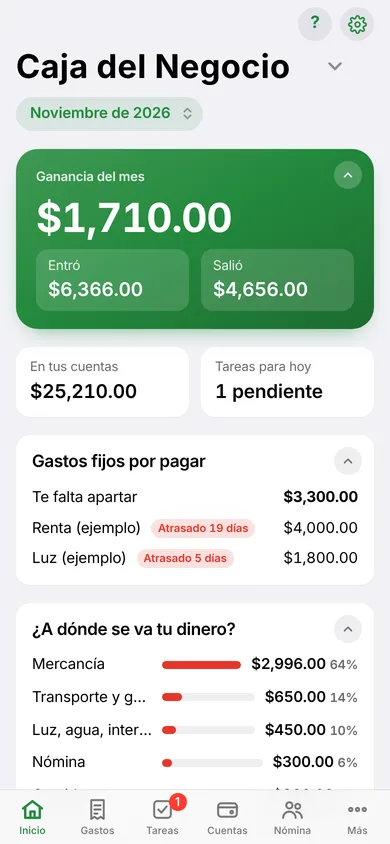 ?
Caja del Negocio
Noviembre de 2026
Ganancia del mes
$1,710.00
Entró
$6,366.00
Salió
$4,656.00
En tus cuentas
$25,210.00
Tareas para hoy
1 pendiente
Gastos fijos por pagar
Te falta apartar $3,300.00
Renta (ejemplo) Atrasado 19 días $4,000.00
Luz (ejemplo) Atrasado 5 días $1,800.00
¿A dónde se va tu dinero?
Mercancía $2,996.00 64%
Transporte y g... $650.00 14%
Luz, agua, inter... $450.00 10%
Nómina $300.00 6%
1
Inicio Gastos Tareas Cuentas Nómina Más